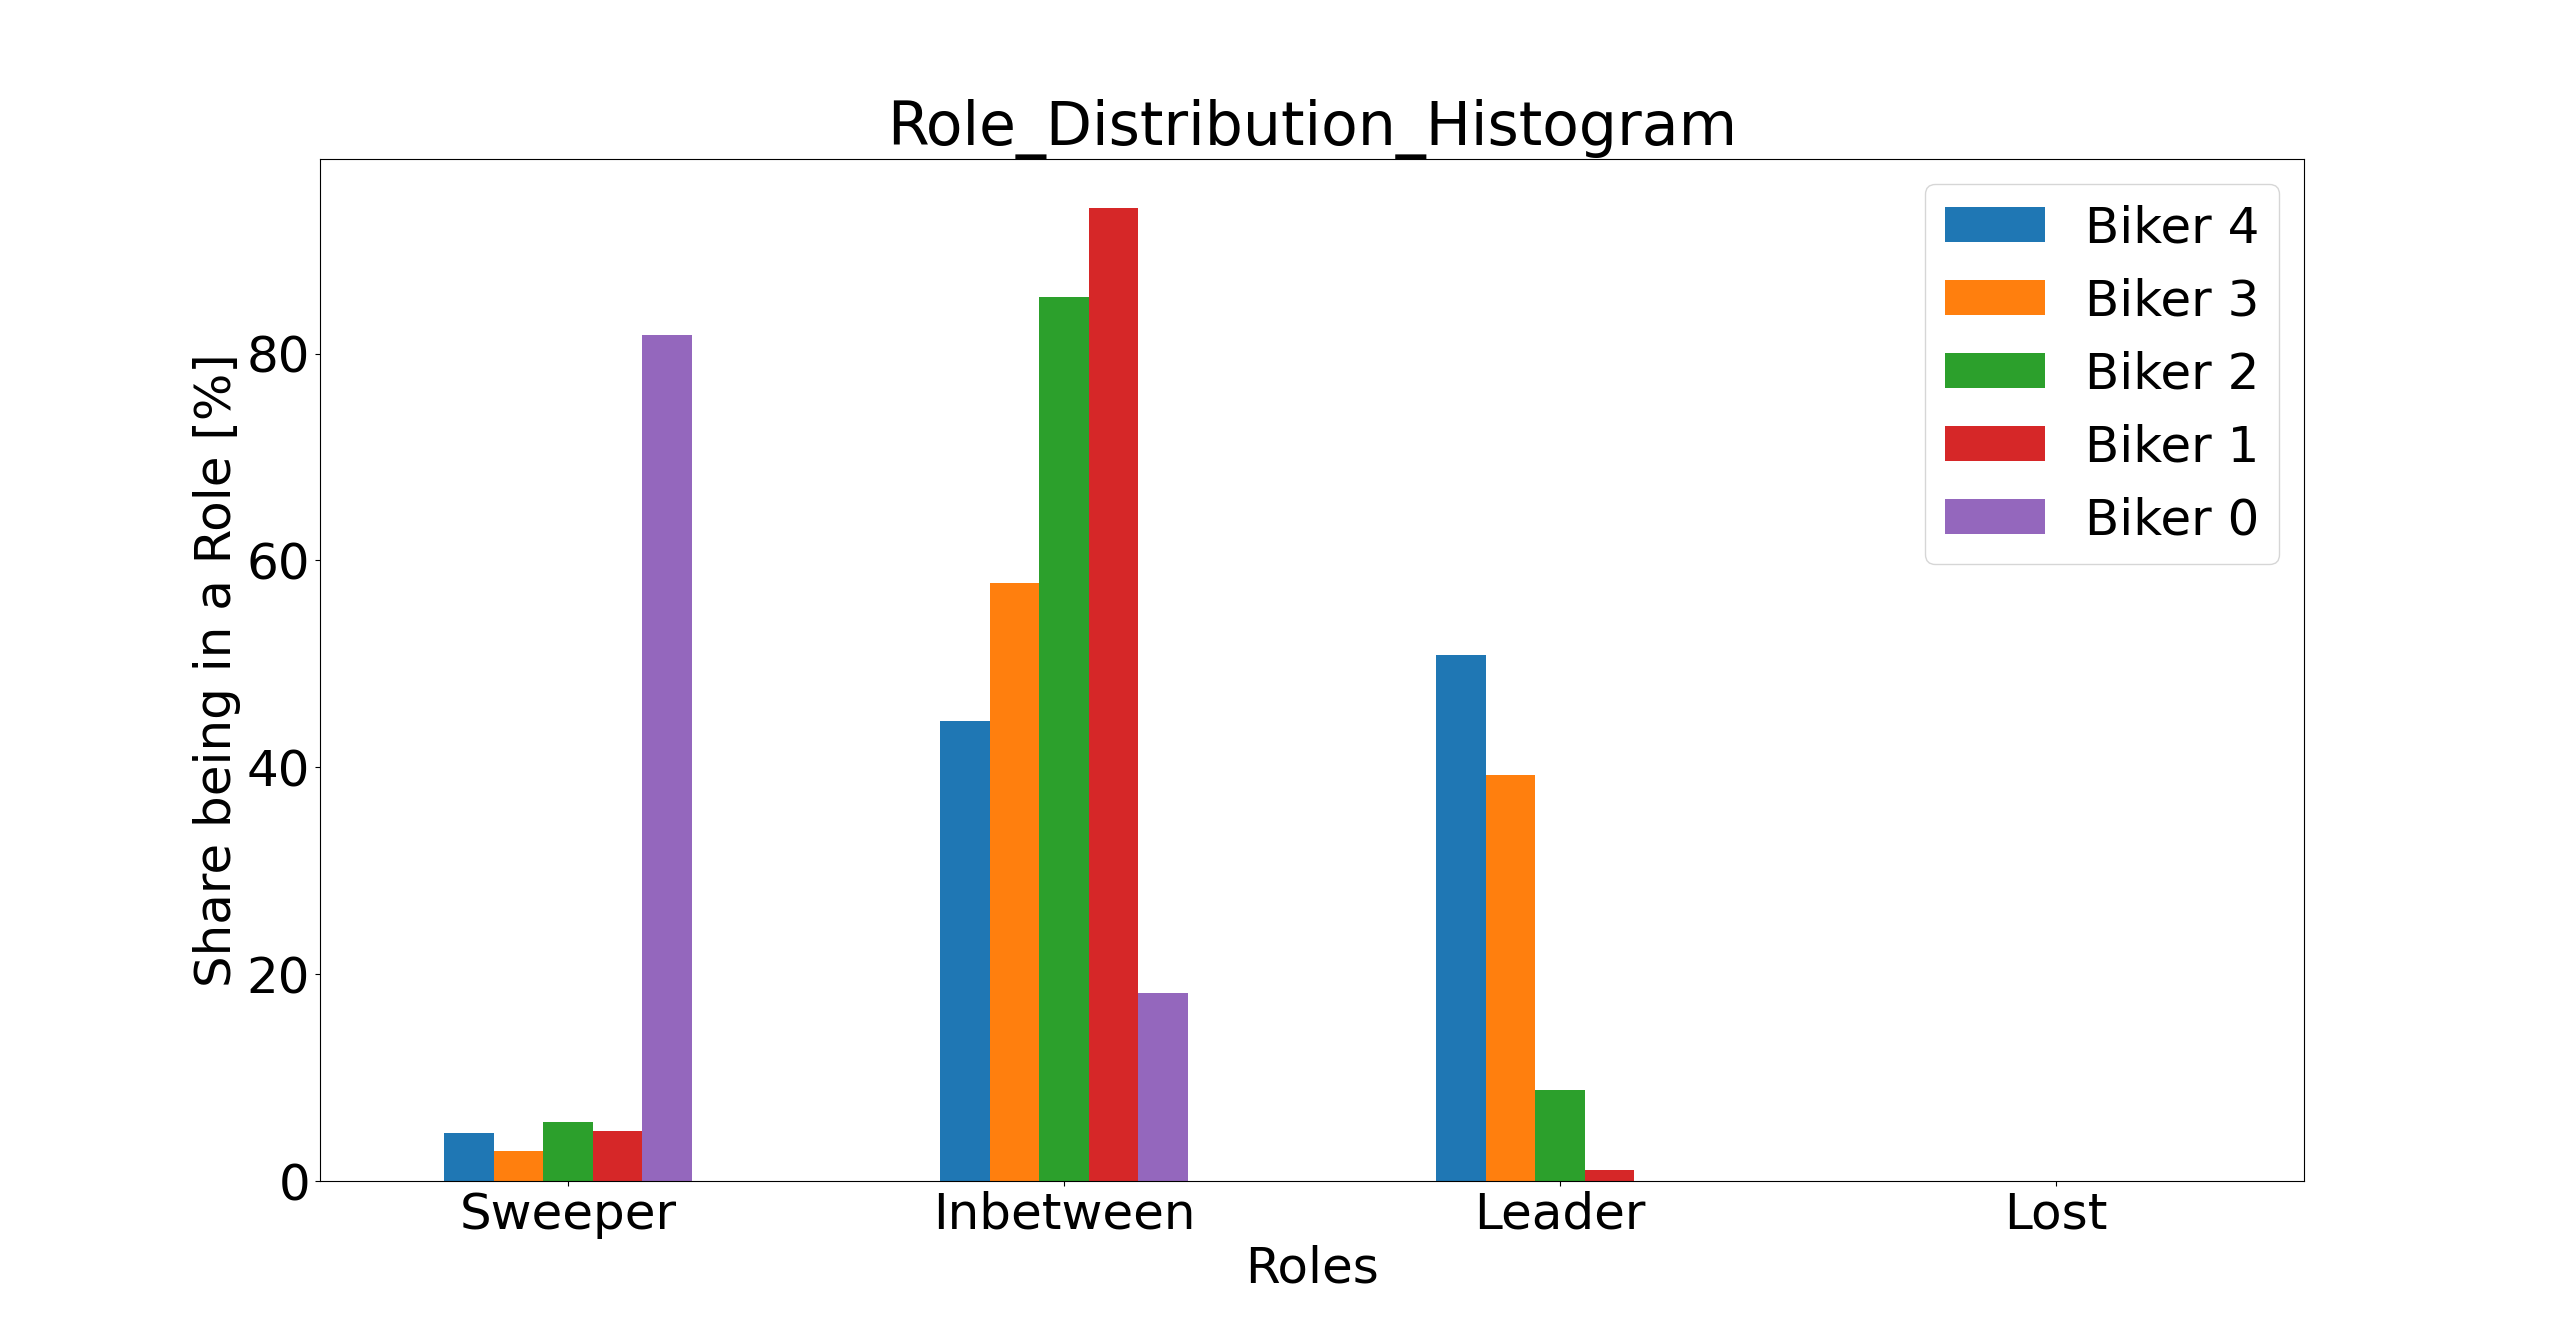 Role_Distribution_Histogram
Share being in a Role [%]
80
60
40
20
0
Sweeper
Inbetween
Leader
Lost
Roles
Biker 4
Biker 3
Biker 2
Biker 1
Biker 0